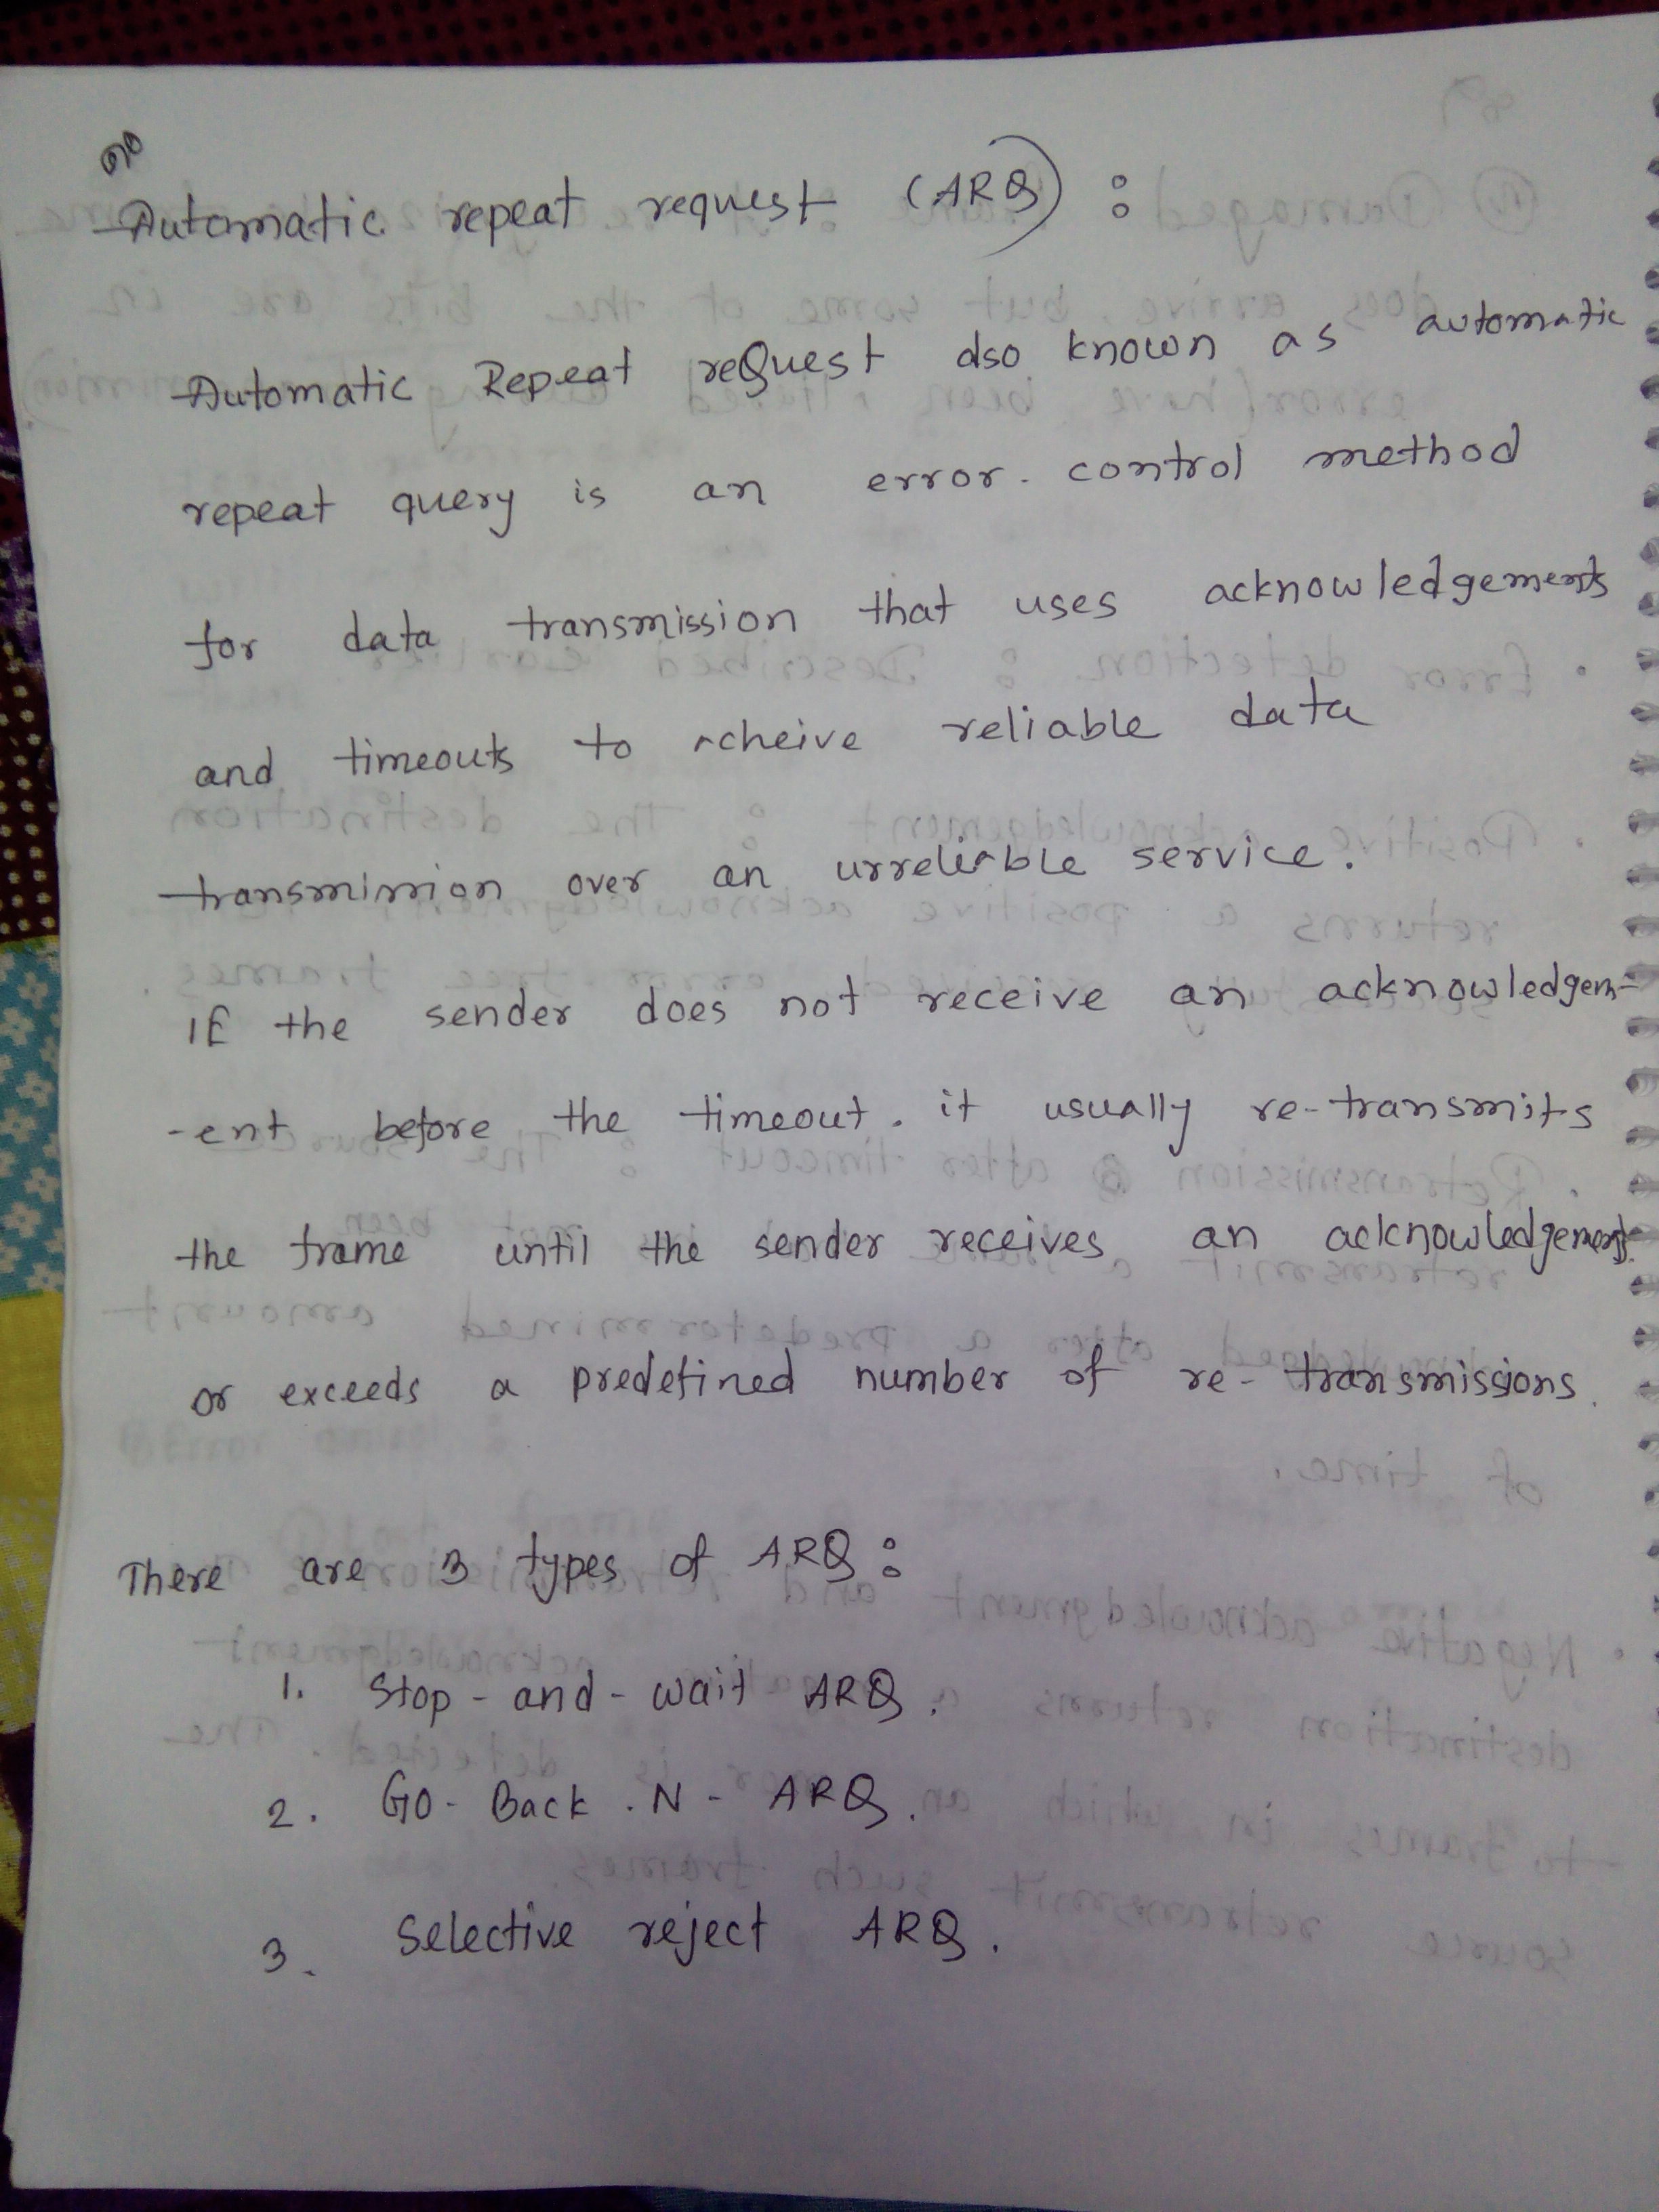 Automatic repeat request (ARQ) :
Automatic Repeat reQuest also known as automatic
repeat query is an error-control method
for data transmission that uses acknowledgements
and timeouts to acheive reliable data
transmission over an urreliable service.
If the sender does not receive an acknowledgem-
-ent before the timeout. it usually re-transmits
the frame until the sender receives an acknowledgement
or exceeds a predefined number of re-transmissions.
There are 3 types of ARQ :
1. Stop-and-wait ARQ.
2. Go-Back-N-ARQ.
3. Selective reject ARQ.